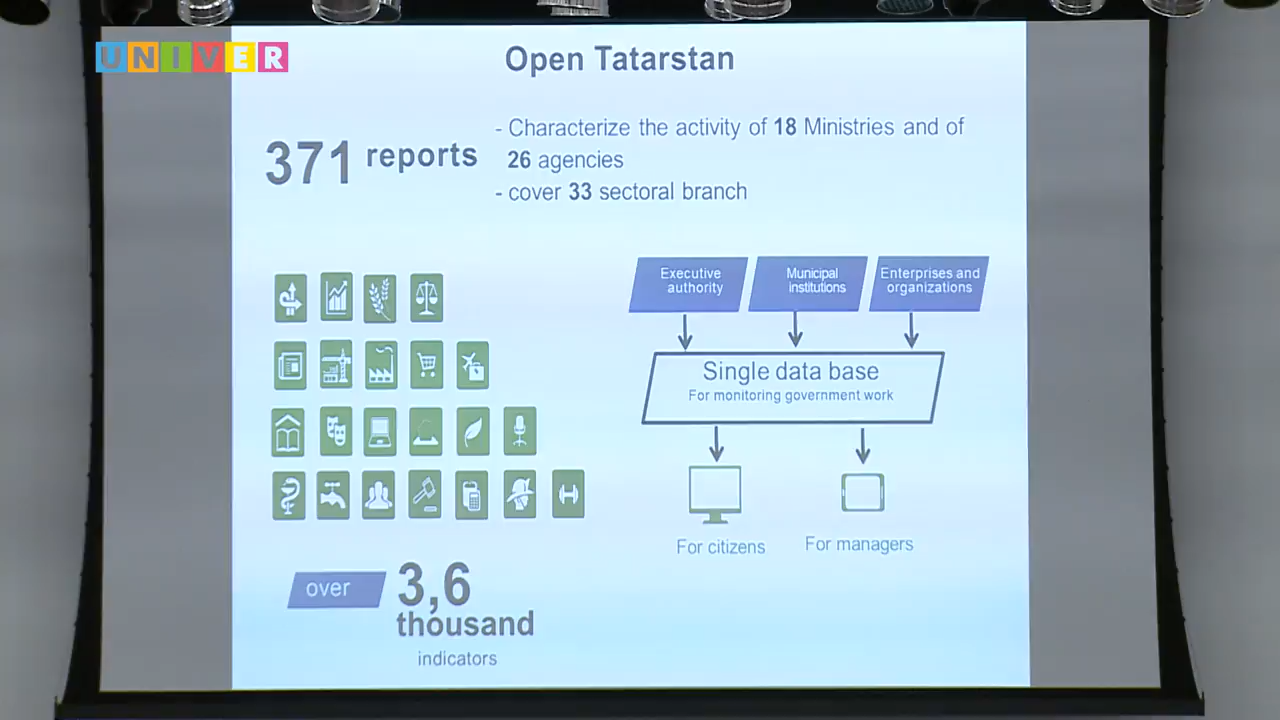 UNIVER
Open Tatarstan
371 reports
- Characterize the activity of 18 Ministries and of
26 agencies
- cover 33 sectoral branch
Executive
authority
Municipal
institutions
Enterprises and
organizations
Single data base
For monitoring government work
For citizens
For managers
over
3,6
thousand
indicators